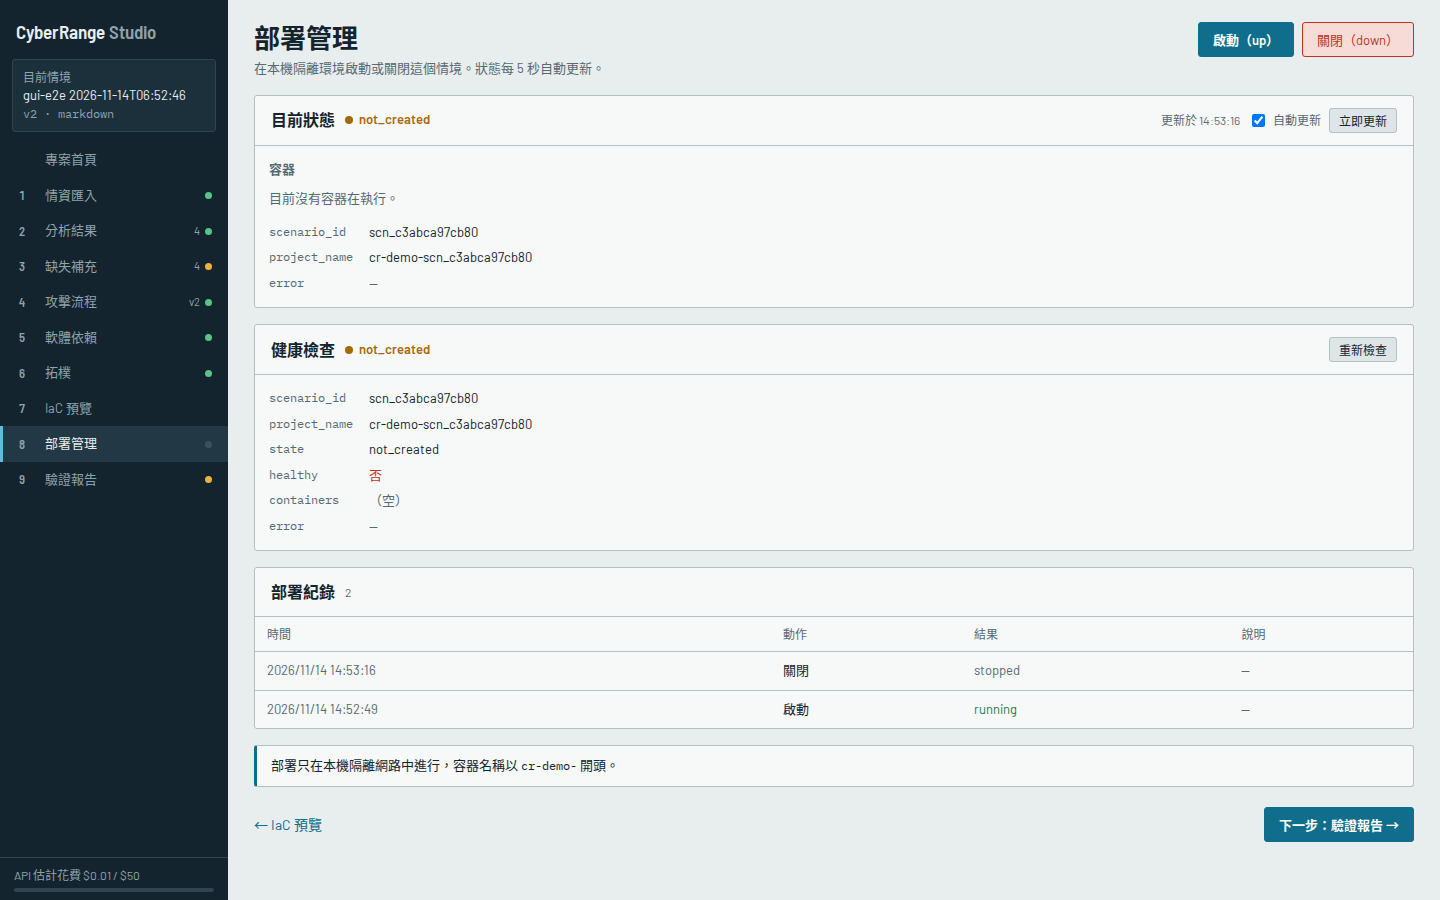 CyberRange Studio
目前情境
gui-e2e 2026-11-14T06:52:46
v2 · markdown
專案首頁
1 情資匯入
2 分析結果 4
3 缺失補充 4
4 攻擊流程 v2
5 軟體依賴
6 拓樸
7 IaC 預覽
8 部署管理
9 驗證報告
API 估計花費 $0.01 / $50
部署管理
在本機隔離環境啟動或關閉這個情境。狀態每 5 秒自動更新。
啟動（up） 關閉（down）
目前狀態 not_created 更新於 14:53:16 自動更新 立即更新
容器
目前沒有容器在執行。
scenario_id scn_c3abca97cb80
project_name cr-demo-scn_c3abca97cb80
error —
健康檢查 not_created 重新檢查
scenario_id scn_c3abca97cb80
project_name cr-demo-scn_c3abca97cb80
state not_created
healthy 否
containers （空）
error —
部署紀錄 2
時間 動作 結果 說明
2026/11/14 14:53:16 關閉 stopped —
2026/11/14 14:52:49 啟動 running —
部署只在本機隔離網路中進行，容器名稱以 cr-demo- 開頭。
← IaC 預覽 下一步：驗證報告 →